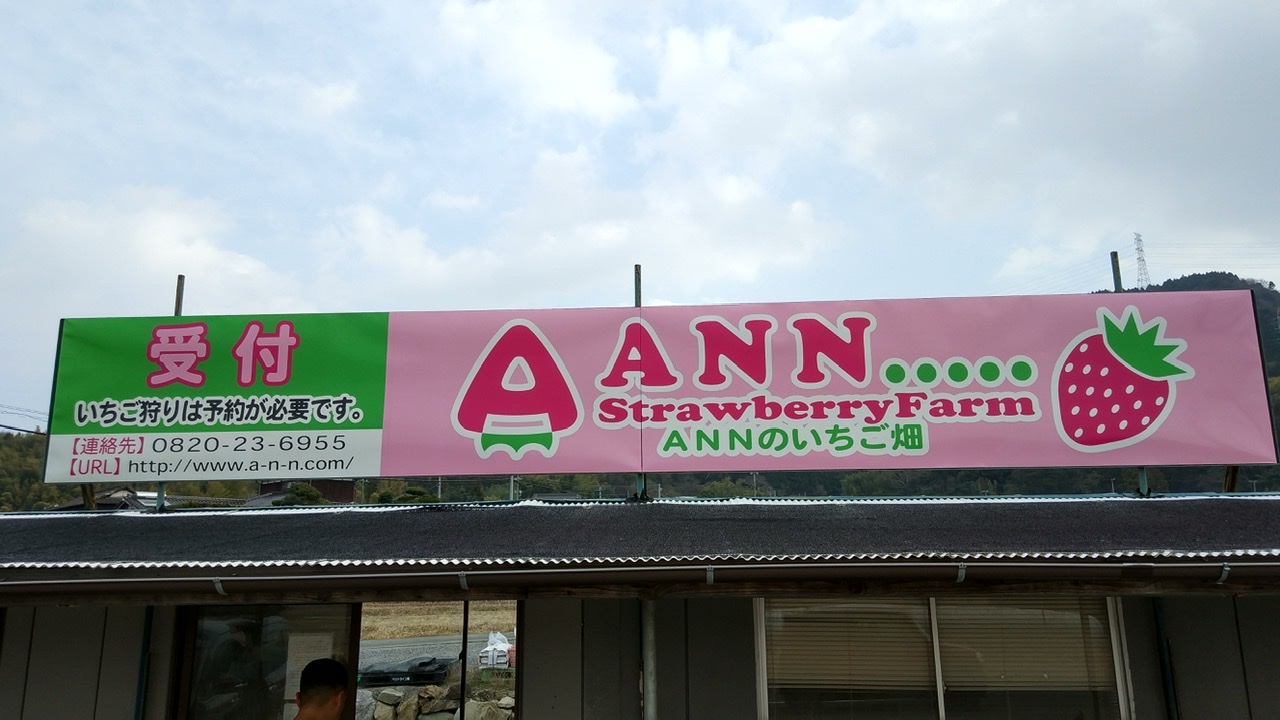 受付
いちご狩りは予約が必要です。
【連絡先】0820-23-6955
【URL】http://www.a-n-n.com/
A ANN.....
StrawberryFarm
ANNのいちご畑